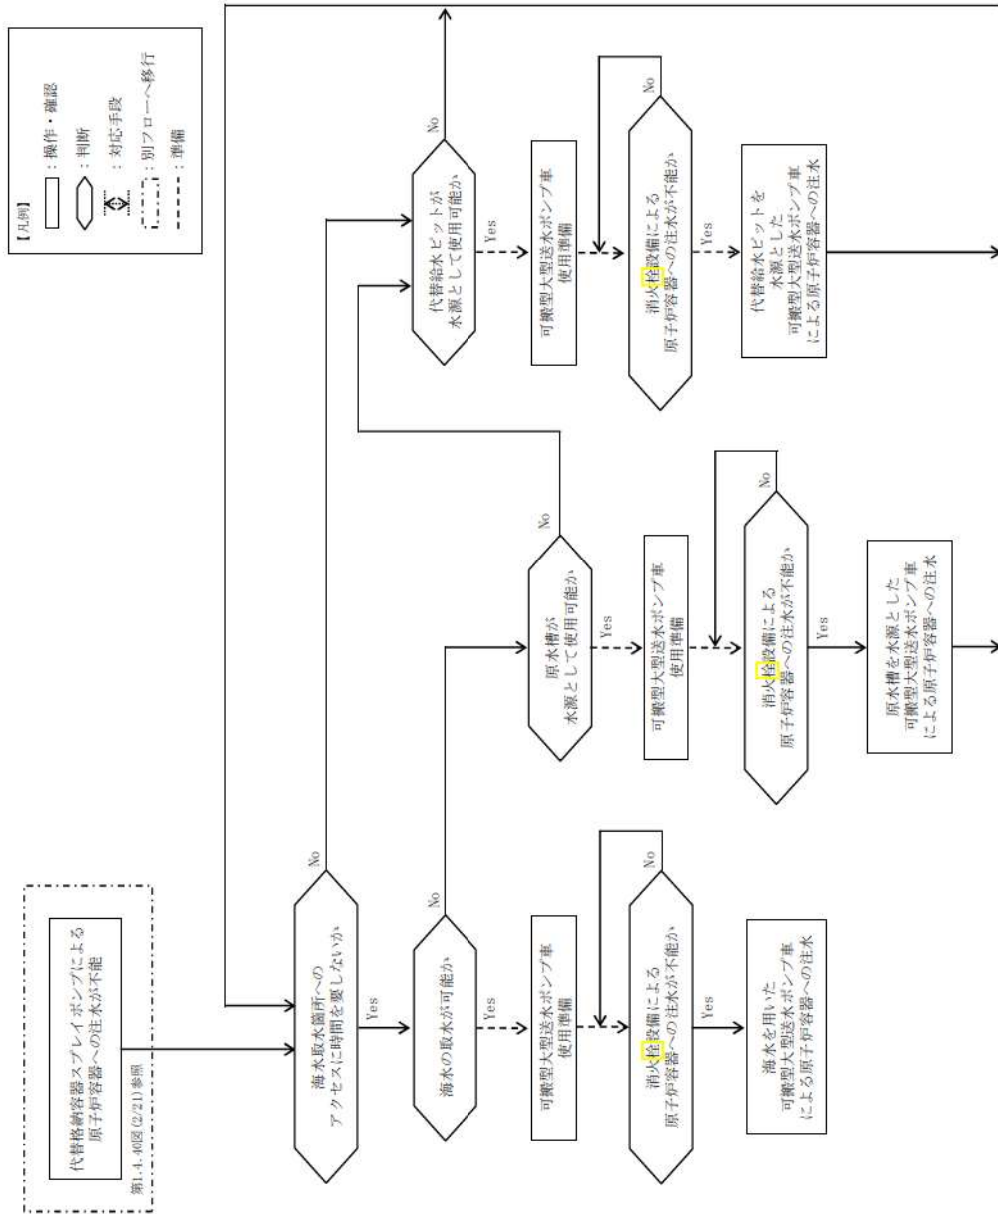 【凡例】
：操作・確認
：判断
：対応手段
：別フローへ移行
：準備
代替格納容器スプレイポンプによる
原子炉容器への注水が不能
第1.4.40図(2/21)参照
海水取水箇所への
アクセスに時間を要しないか
No
Yes
海水の取水が可能か
No
Yes
可搬型大型送水ポンプ車
使用準備
消火栓設備による
原子炉容器への注水が不能か
No
Yes
海水を用いた
可搬型大型送水ポンプ車
による原子炉容器への注水
原水槽が
水源として使用可能か
No
Yes
可搬型大型送水ポンプ車
使用準備
消火栓設備による
原子炉容器への注水が不能か
No
Yes
原水槽を水源とした
可搬型大型送水ポンプ車
による原子炉容器への注水
代替給水ピットが
水源として使用可能か
No
Yes
可搬型大型送水ポンプ車
使用準備
消火栓設備による
原子炉容器への注水が不能か
No
Yes
代替給水ピットを
水源とした
可搬型大型送水ポンプ車
による原子炉容器への注水